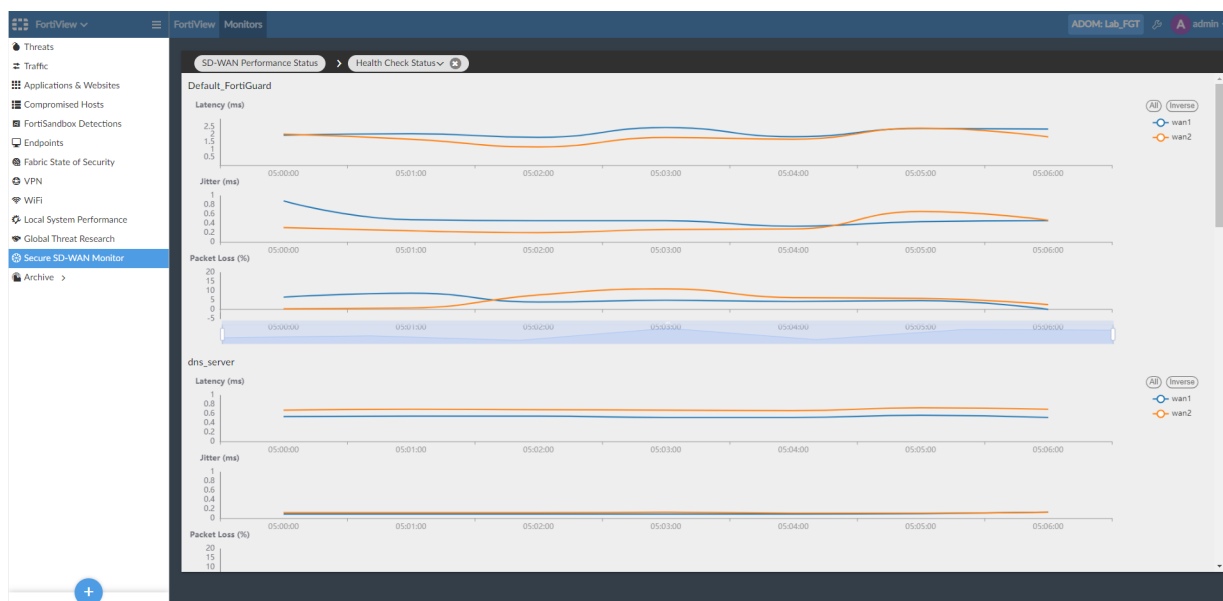 FortiView
FortiView Monitors
ADOM: Lab_FGT
A admin
Threats
Traffic
Applications & Websites
Compromised Hosts
FortiSandbox Detections
Endpoints
Fabric State of Security
VPN
WiFi
Local System Performance
Global Threat Research
Secure SD-WAN Monitor
Archive >
+
SD-WAN Performance Status > Health Check Status
Default_FortiGuard
Latency (ms)
All Inverse
wan1
wan2
2.5
2
1.5
1
0.5
05:00:00 05:01:00 05:02:00 05:03:00 05:04:00 05:05:00 05:06:00
Jitter (ms)
1
0.8
0.6
0.4
0.2
0
05:00:00 05:01:00 05:02:00 05:03:00 05:04:00 05:05:00 05:06:00
Packet Loss (%)
20
15
10
5
0
-5
05:00:00 05:01:00 05:02:00 05:03:00 05:04:00 05:05:00 05:06:00
dns_server
Latency (ms)
All Inverse
wan1
wan2
1
0.8
0.6
0.4
0.2
0
05:00:00 05:01:00 05:02:00 05:03:00 05:04:00 05:05:00 05:06:00
Jitter (ms)
1
0.8
0.6
0.4
0.2
0
05:00:00 05:01:00 05:02:00 05:03:00 05:04:00 05:05:00 05:06:00
Packet Loss (%)
20
15
10